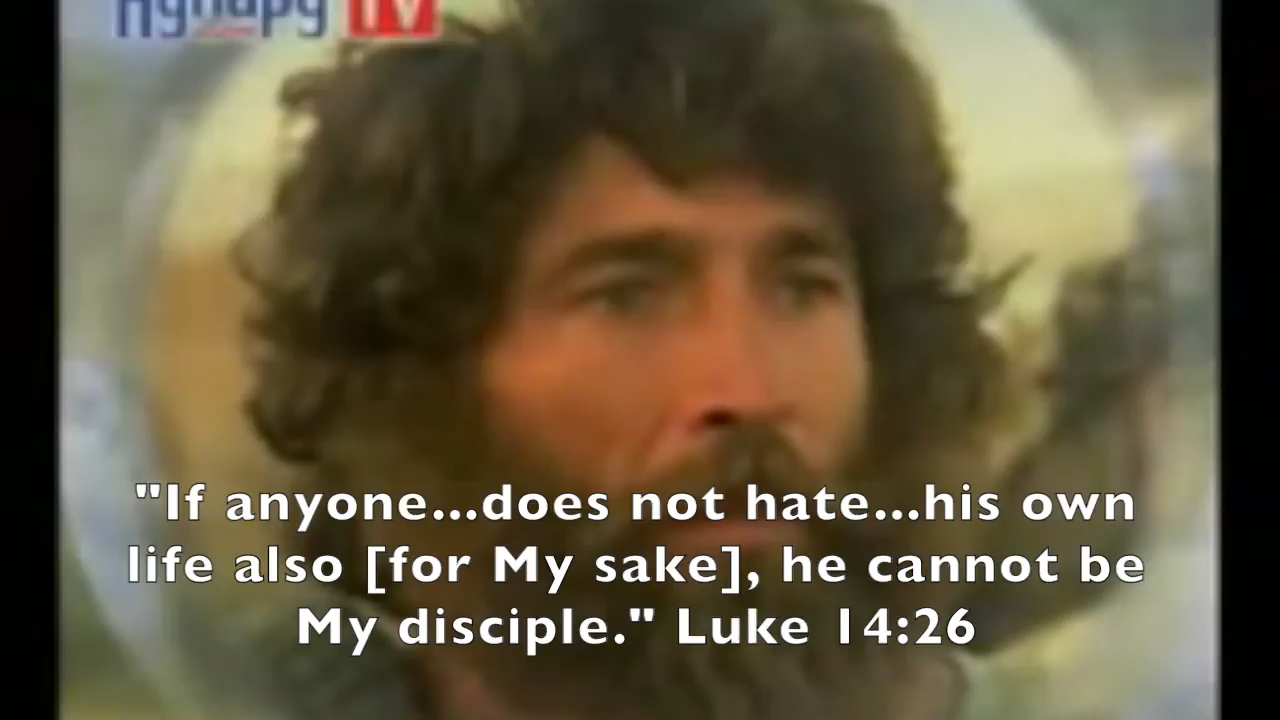 TV
"If anyone...does not hate...his own
life also [for My sake], he cannot be
My disciple." Luke 14:26